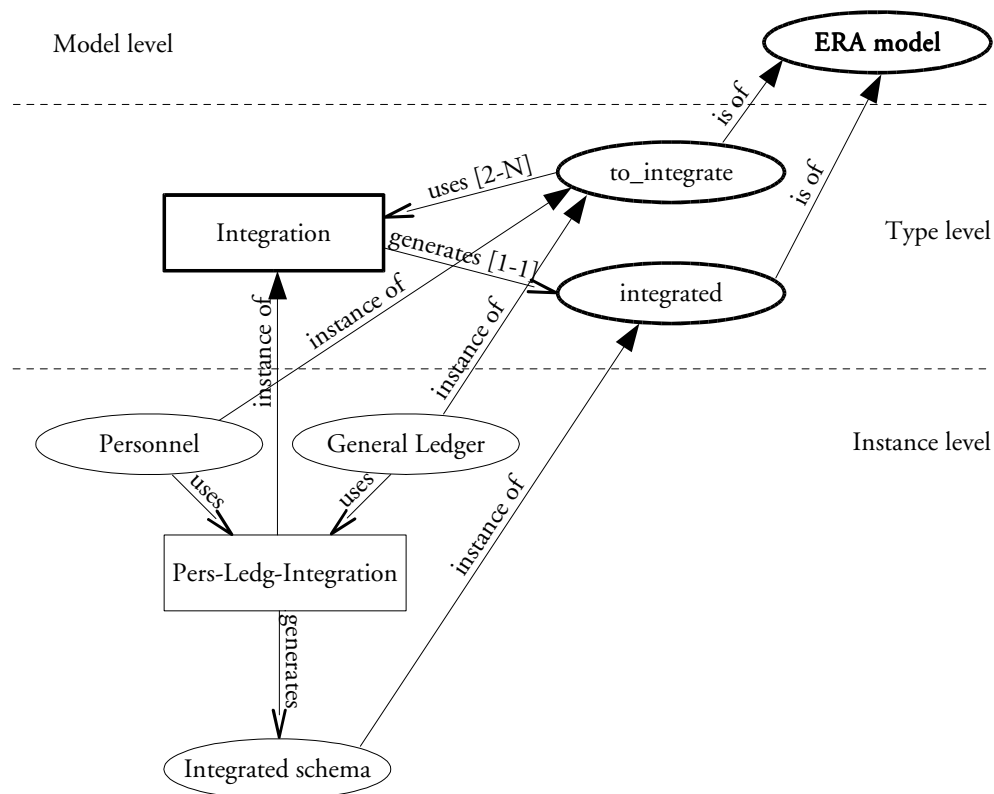 Model level
ERA model
is of
to_integrate
uses [2-N]
is of
Integration
Type level
generates [1-1]
integrated
instance of
instance of
instance of
Personnel
General Ledger
Instance level
uses
uses
instance of
Pers-Ledg-Integration
generates
Integrated schema